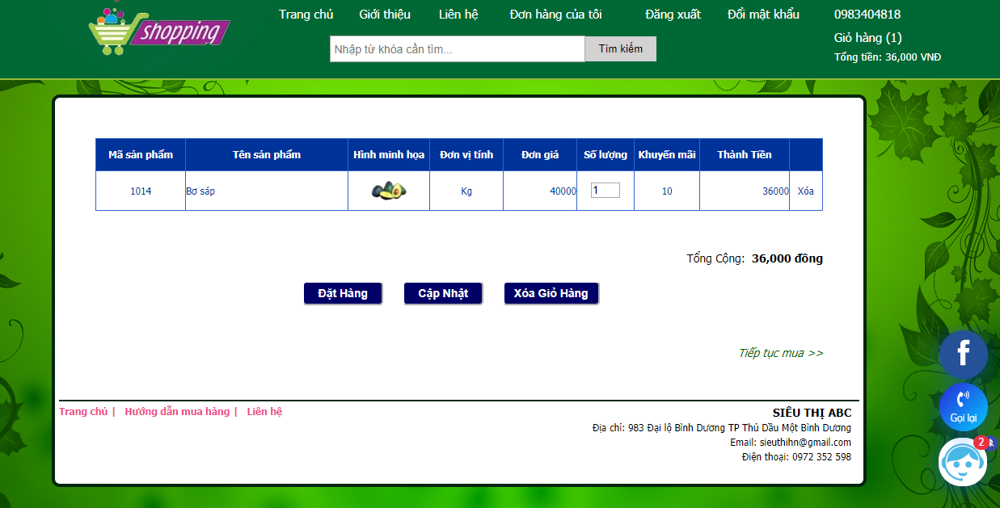 shopping
Trang chủ Giới thiệu Liên hệ Đơn hàng của tôi Đăng xuất Đổi mật khẩu 0983404818
Nhập từ khóa cần tìm... Tìm kiếm
Giỏ hàng (1)
Tổng tiền: 36,000 VNĐ
Mã sản phẩm Tên sản phẩm Hình minh họa Đơn vị tính Đơn giá Số lượng Khuyến mãi Thành Tiền
1014 Bơ sáp Kg 40000 1 10 36000 Xóa
Tổng Cộng: 36,000 đồng
Đặt Hàng Cập Nhật Xóa Giỏ Hàng
Tiếp tục mua >>
f
Gọi lại
2
Trang chủ | Hướng dẫn mua hàng | Liên hệ
SIÊU THỊ ABC
Địa chỉ: 983 Đại lộ Bình Dương TP Thủ Dầu Một Bình Dương
Email: sieuthihn@gmail.com
Điện thoại: 0972 352 598